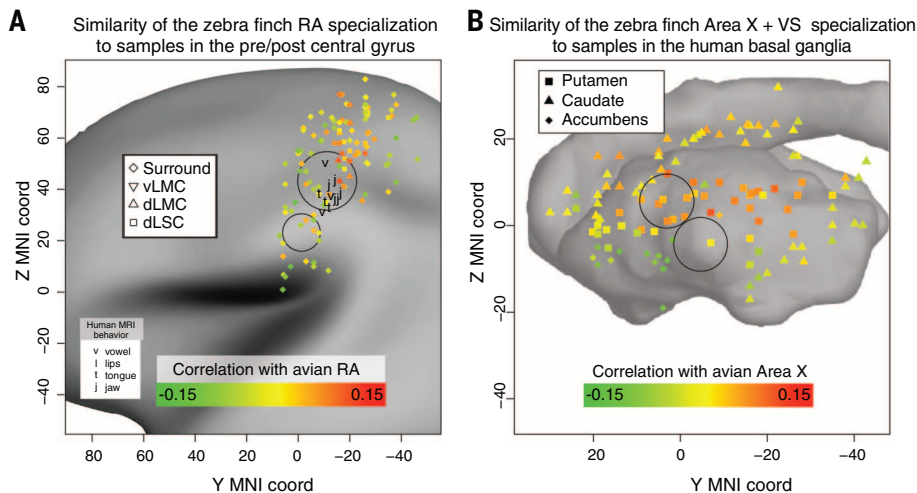 A
Similarity of the zebra finch RA specialization
to samples in the pre/post central gyrus
80
60
40
20
0
−20
−40
Z MNI coord
Surround
vLMC
dLMC
dLSC
v
j
j
t
t
v
j
j
j
v
t
Human MRI
behavior
v vowel
l lips
t tongue
j jaw
Correlation with avian RA
-0.15
0.15
80
60
40
20
0
−20
−40
Y MNI coord
B
Similarity of the zebra finch Area X + VS specialization
to samples in the human basal ganglia
Putamen
Caudate
Accumbens
20
0
−20
−40
Z MNI coord
Correlation with avian Area X
-0.15
0.15
20
0
−20
−40
Y MNI coord